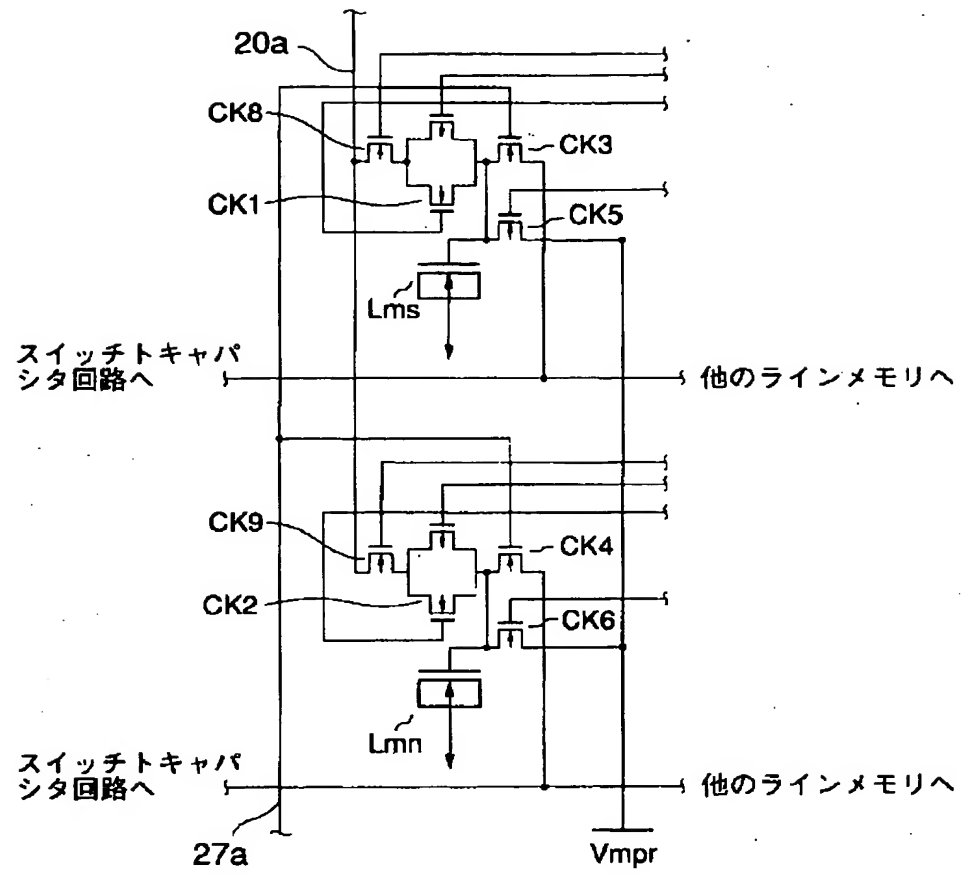 20a
CK8
CK3
CK1
CK5
Lms
スイッチトキャパ
シタ回路へ
他のラインメモリへ
CK9
CK4
CK2
CK6
Lmn
スイッチトキャパ
シタ回路へ
他のラインメモリへ
27a
Vmpr